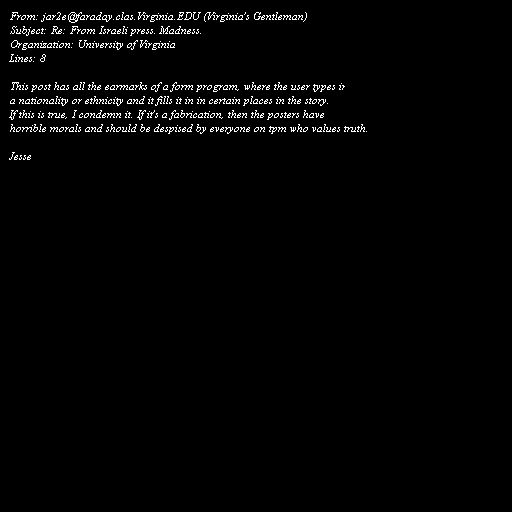 From: jar2e@faraday.clas.Virginia.EDU (Virginia's Gentleman)
Subject: Re: From Israeli press. Madness.
Organization: University of Virginia
Lines: 8

This post has all the earmarks of a form program, where the user types in
a nationality or ethnicity and it fills it in in certain places in the story.
If this is true, I condemn it. If it's a fabrication, then the posters have
horrible morals and should be despised by everyone on tpm who values truth.

Jesse